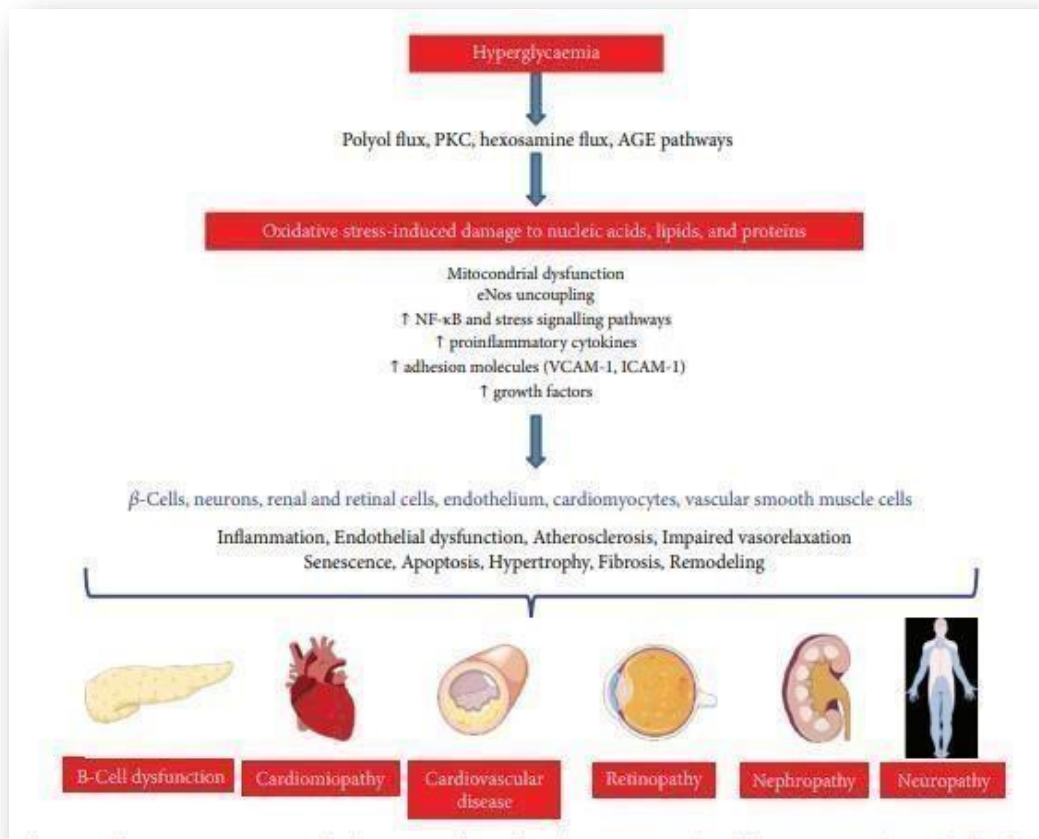 Hyperglycaemia
Polyol flux, PKC, hexosamine flux, AGE pathways
Oxidative stress-induced damage to nucleic acids, lipids, and proteins
Mitocondrial dysfunction
eNos uncoupling
↑ NF-κB and stress signalling pathways
↑ proinflammatory cytokines
↑ adhesion molecules (VCAM-1, ICAM-1)
↑ growth factors
β-Cells, neurons, renal and retinal cells, endothelium, cardiomyocytes, vascular smooth muscle cells
Inflammation, Endothelial dysfunction, Atherosclerosis, Impaired vasorelaxation
Senescence, Apoptosis, Hypertrophy, Fibrosis, Remodeling
B-Cell dysfunction
Cardiomiopathy
Cardiovascular
disease
Retinopathy
Nephropathy
Neuropathy